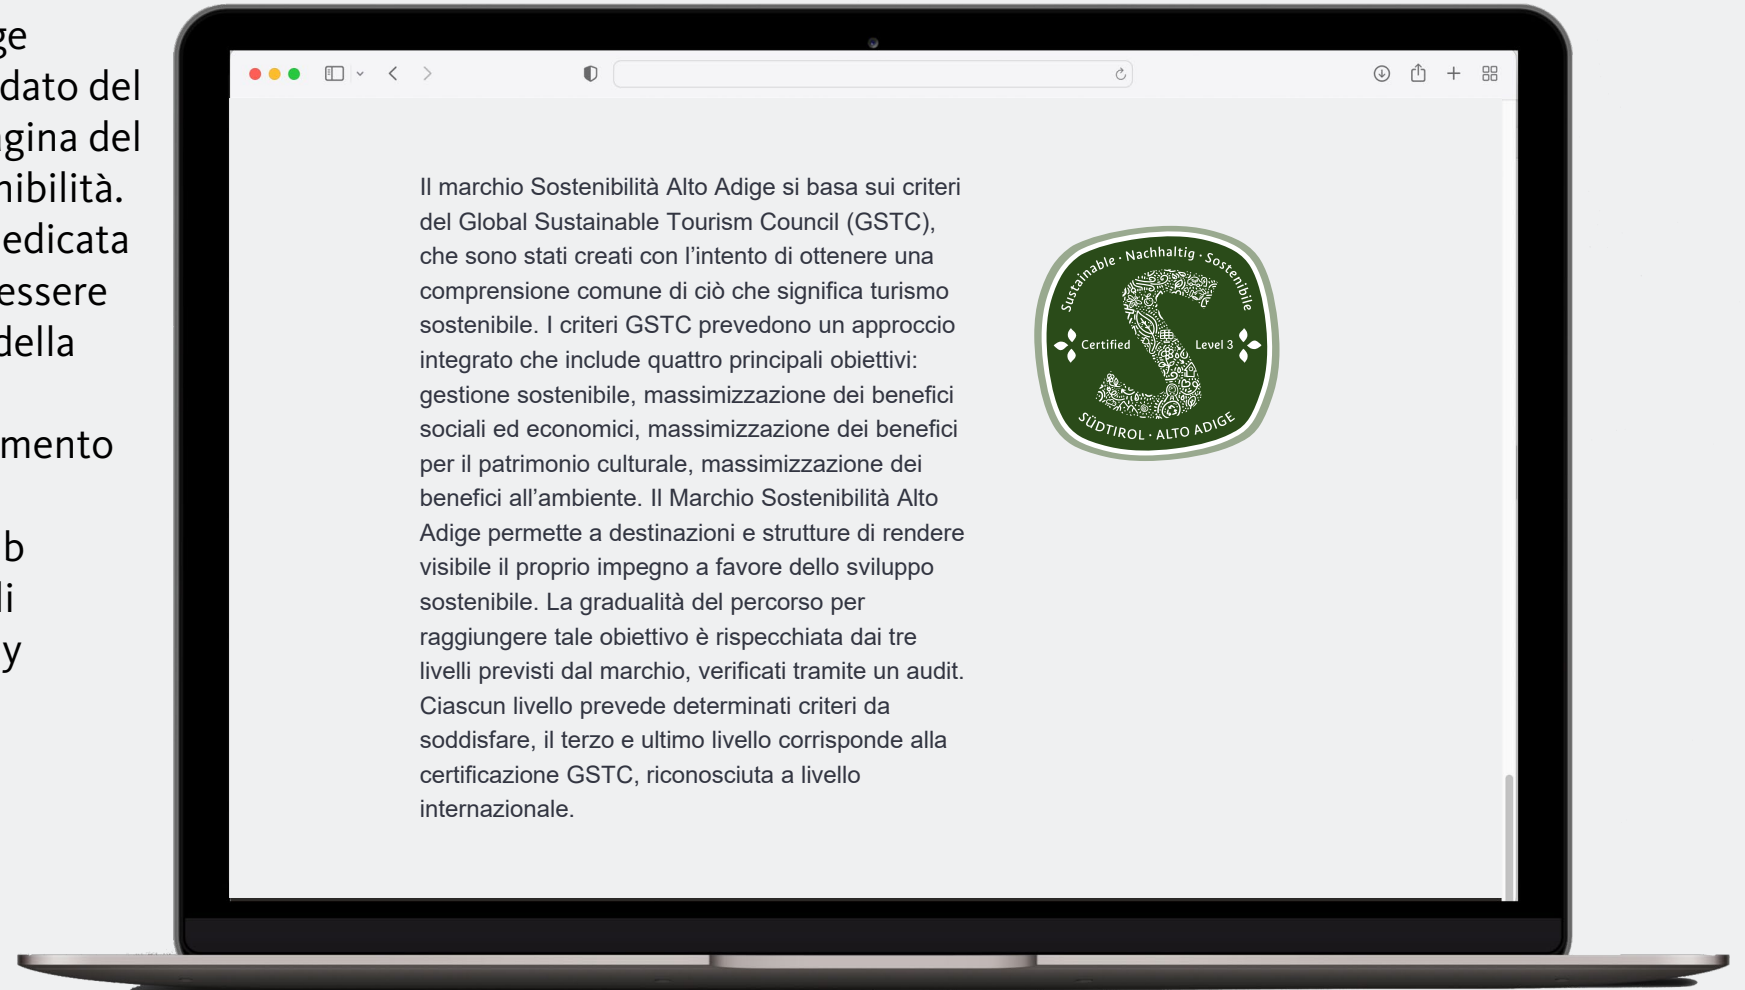 ge
dato del
gina del
nibilità.
edicata
essere
della
mento
b
li
y
Il marchio Sostenibilità Alto Adige si basa sui criteri
del Global Sustainable Tourism Council (GSTC),
che sono stati creati con l’intento di ottenere una
comprensione comune di ciò che significa turismo
sostenibile. I criteri GSTC prevedono un approccio
integrato che include quattro principali obiettivi:
gestione sostenibile, massimizzazione dei benefici
sociali ed economici, massimizzazione dei benefici
per il patrimonio culturale, massimizzazione dei
benefici all’ambiente. Il Marchio Sostenibilità Alto
Adige permette a destinazioni e strutture di rendere
visibile il proprio impegno a favore dello sviluppo
sostenibile. La gradualità del percorso per
raggiungere tale obiettivo è rispecchiata dai tre
livelli previsti dal marchio, verificati tramite un audit.
Ciascun livello prevede determinati criteri da
soddisfare, il terzo e ultimo livello corrisponde alla
certificazione GSTC, riconosciuta a livello
internazionale.
Sustainable · Nachhaltig · Sostenibile
S
Certified Level 3
SÜDTIROL · ALTO ADIGE